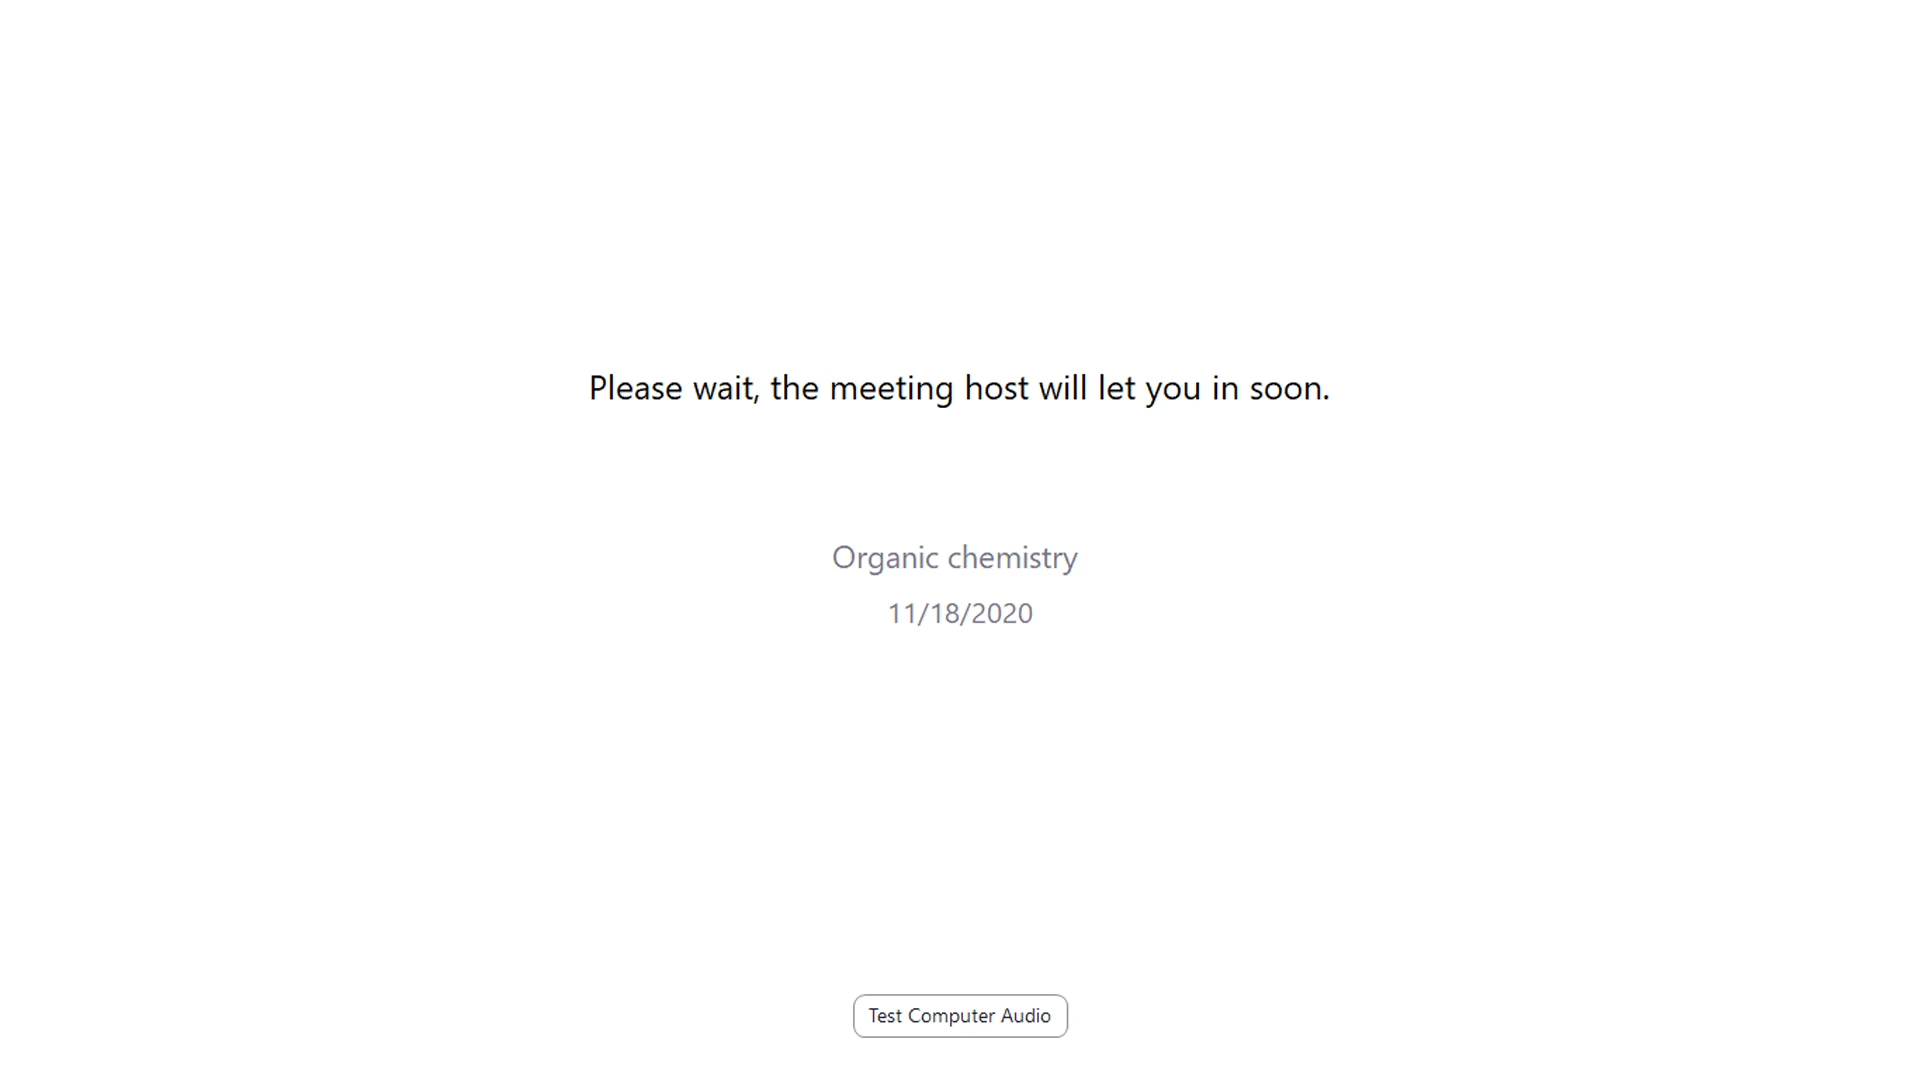 Please wait, the meeting host will let you in soon.
Organic chemistry
11/18/2020
Test Computer Audio